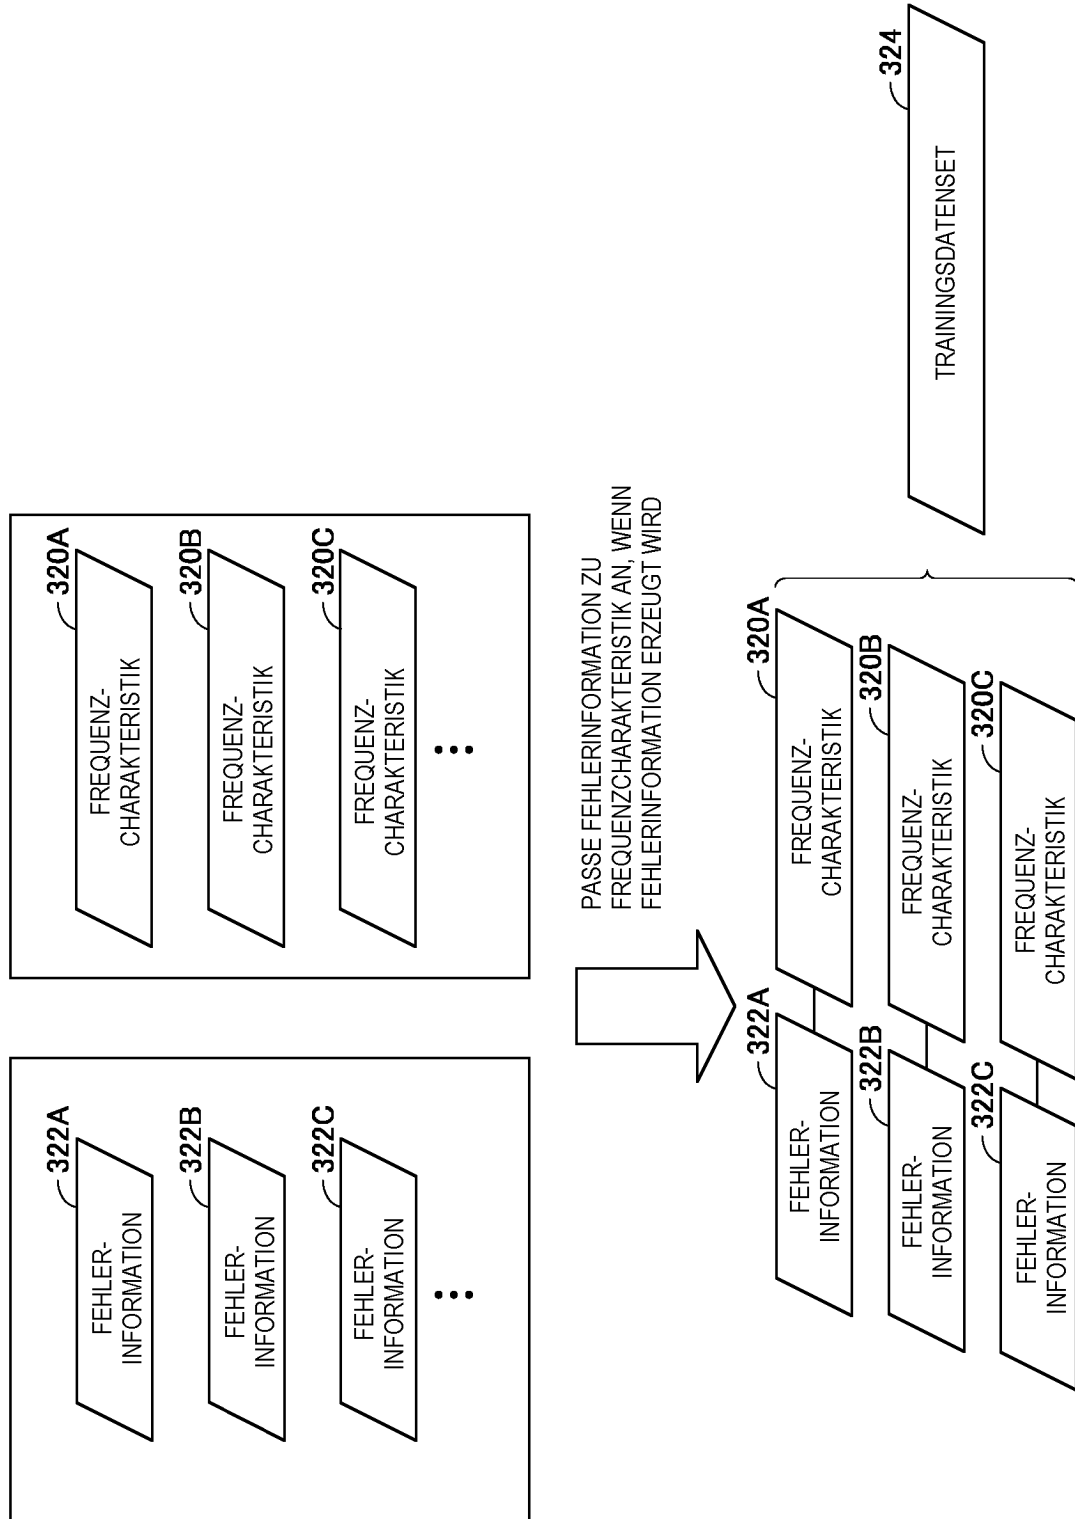 322A
FEHLER-
INFORMATION
322B
FEHLER-
INFORMATION
322C
FEHLER-
INFORMATION
320A
FREQUENZ-
CHARAKTERISTIK
320B
FREQUENZ-
CHARAKTERISTIK
320C
FREQUENZ-
CHARAKTERISTIK
PASSE FEHLERINFORMATION ZU
FREQUENZCHARAKTERISTIK AN, WENN
FEHLERINFORMATION ERZEUGT WIRD
322A
FEHLER-
INFORMATION
320A
FREQUENZ-
CHARAKTERISTIK
322B
FEHLER-
INFORMATION
320B
FREQUENZ-
CHARAKTERISTIK
322C
FEHLER-
INFORMATION
320C
FREQUENZ-
CHARAKTERISTIK
324
TRAININGSDATENSET